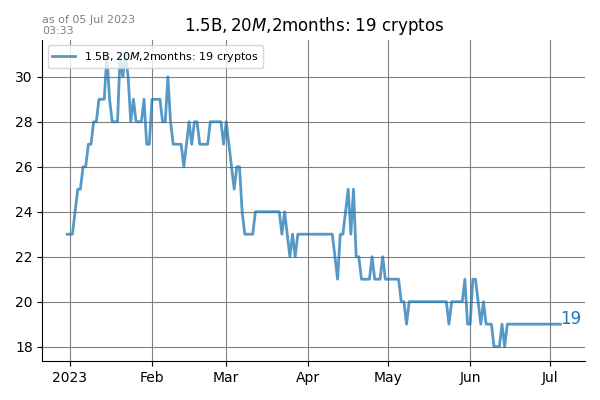 as of 05 Jul 2023
03:33
1.5B, 20M,2months: 19 cryptos
1.5B, 20M,2months: 19 cryptos
30
28
26
24
22
20
18
19
2023 Feb Mar Apr May Jun Jul